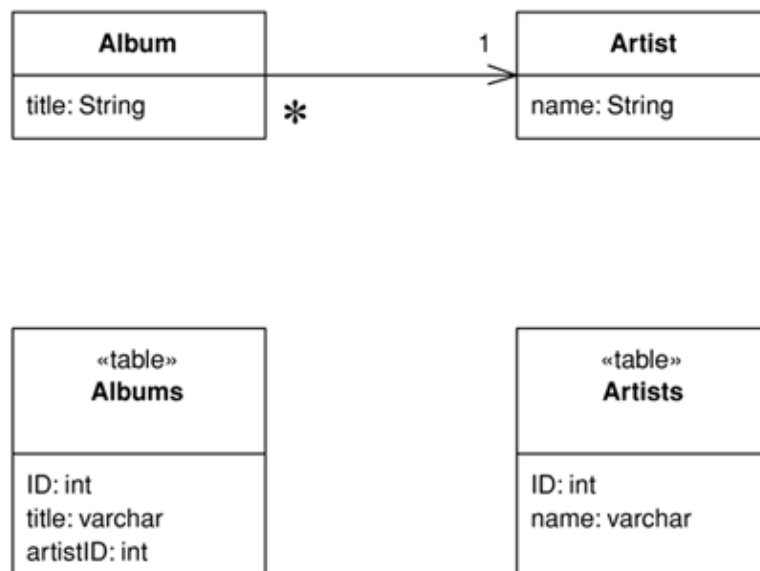 Album
1
Artist
title: String
*
name: String
«table»
Albums
«table»
Artists
ID: int
title: varchar
artistID: int
ID: int
name: varchar